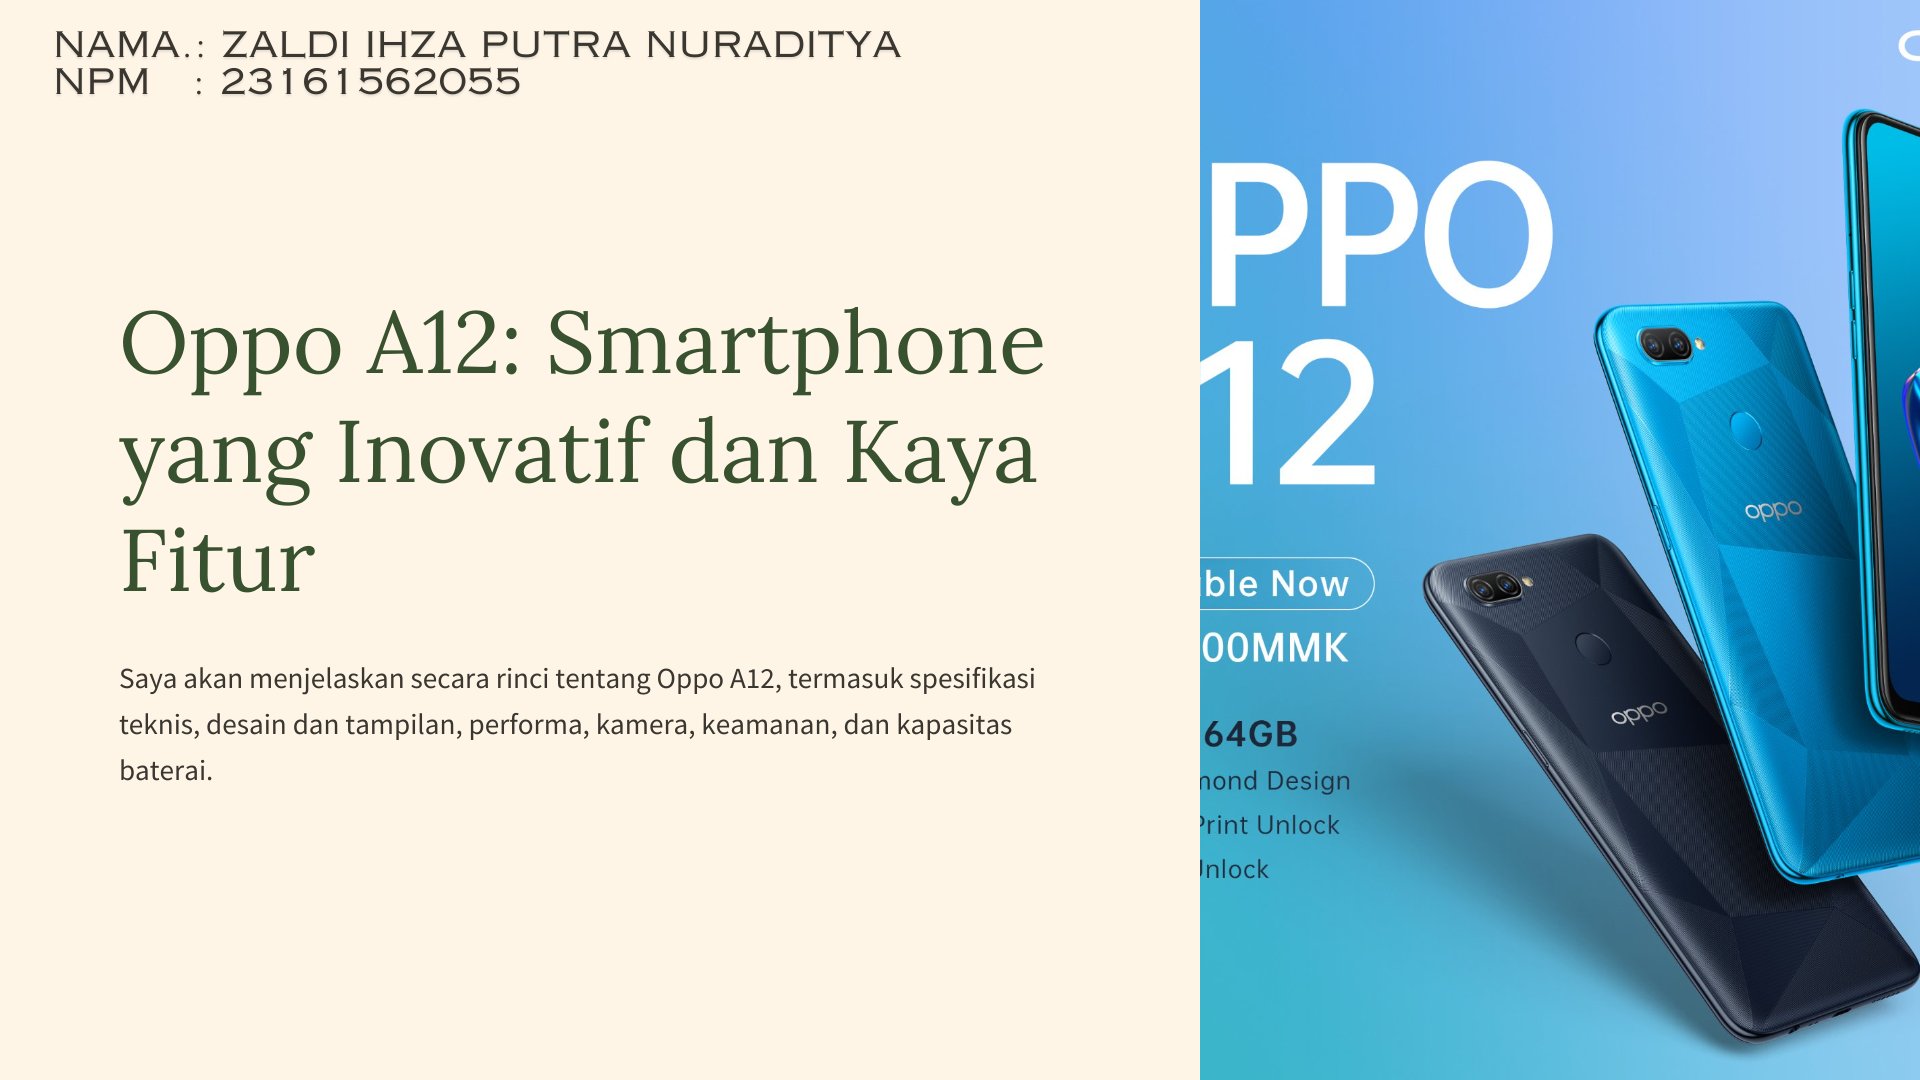 NAMA.: ZALDI IHZA PUTRA NURADITYA
NPM : 23161562055
Oppo A12: Smartphone
yang Inovatif dan Kaya
Fitur
Saya akan menjelaskan secara rinci tentang Oppo A12, termasuk spesifikasi
teknis, desain dan tampilan, performa, kamera, keamanan, dan kapasitas
baterai.
PPO
12
ble Now
00MMK
64GB
mond Design
Print Unlock
Unlock
oppo
oppo